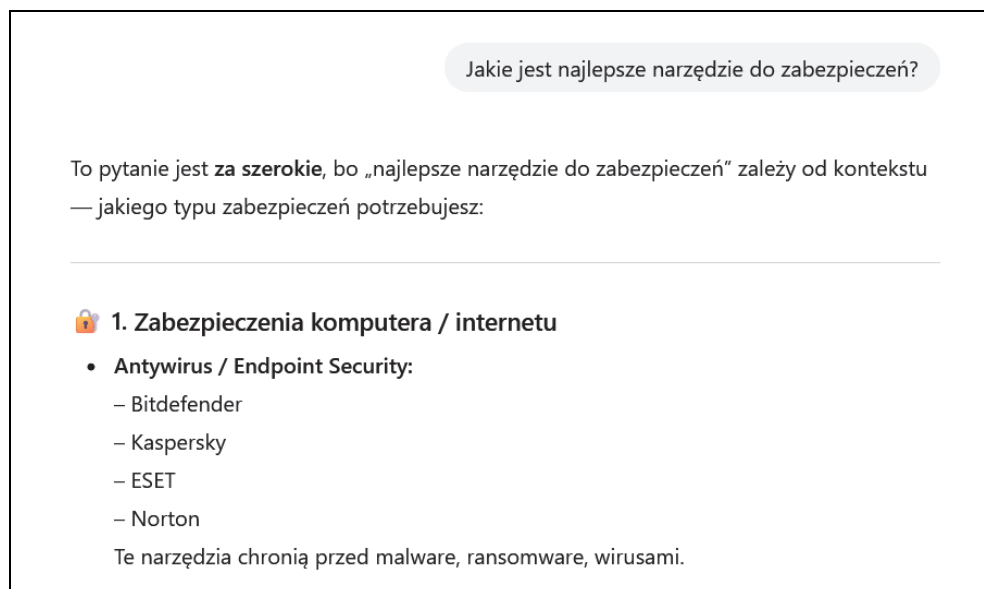 Jakie jest najlepsze narzędzie do zabezpieczeń?
To pytanie jest za szerokie, bo „najlepsze narzędzie do zabezpieczeń” zależy od kontekstu
— jakiego typu zabezpieczeń potrzebujesz:
1. Zabezpieczenia komputera / internetu
• Antywirus / Endpoint Security:
– Bitdefender
– Kaspersky
– ESET
– Norton
Te narzędzia chronią przed malware, ransomware, wirusami.